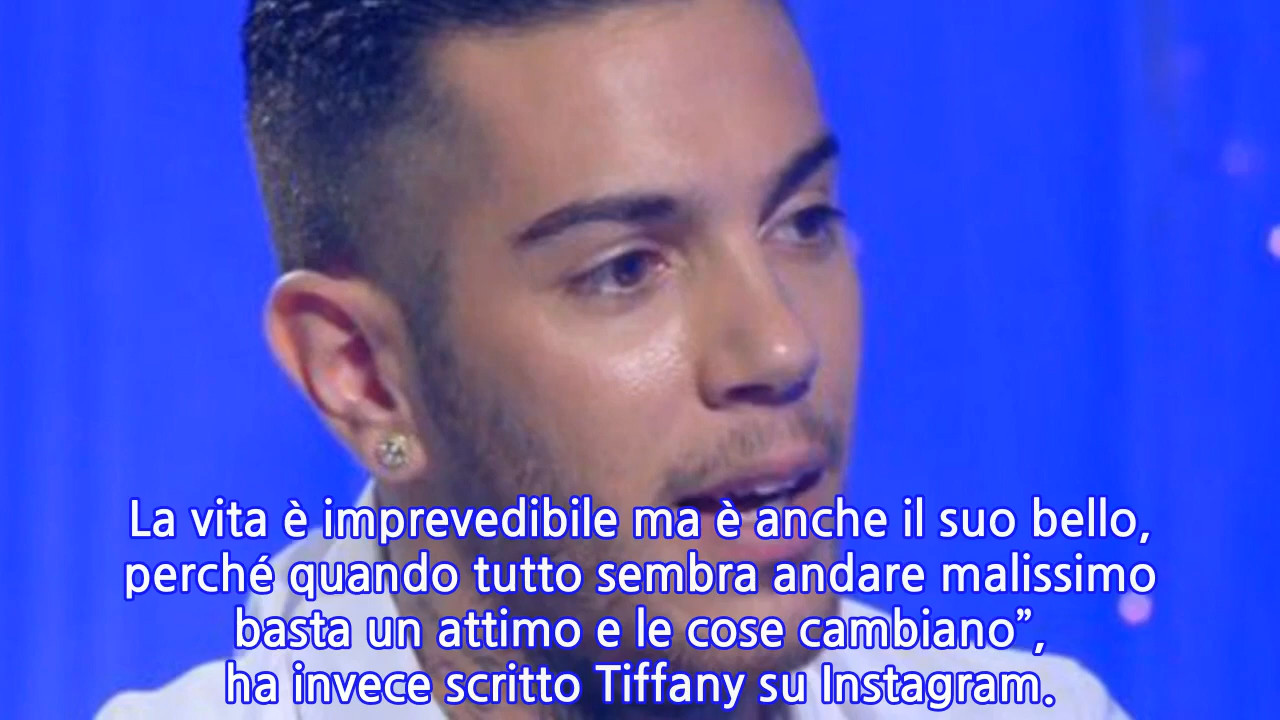 La vita è imprevedibile ma è anche il suo bello,
perché quando tutto sembra andare malissimo
basta un attimo e le cose cambiano”,
ha invece scritto Tiffany su Instagram.